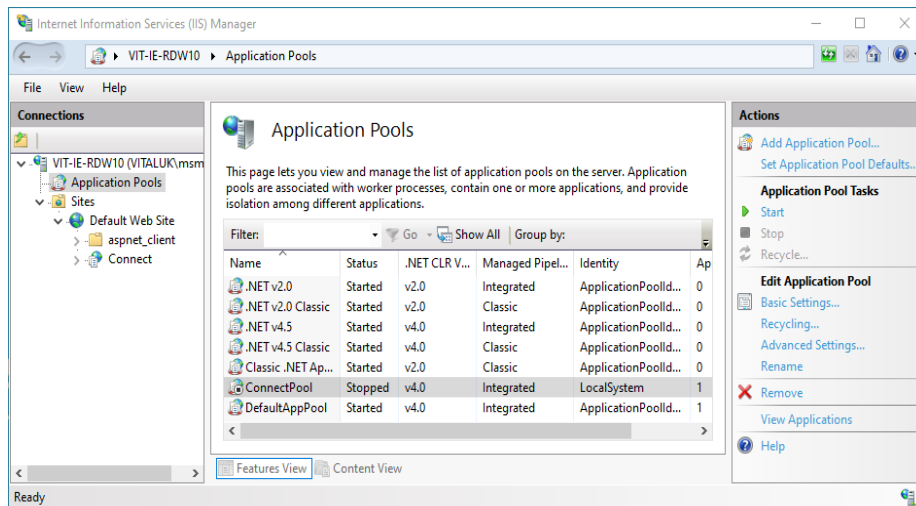 Internet Information Services (IIS) Manager
VIT-IE-RDW10 Application Pools
File View Help
Connections
VIT-IE-RDW10 (VITALUK\msm
Application Pools
Sites
Default Web Site
aspnet_client
Connect
Application Pools
This page lets you view and manage the list of application pools on the server. Application
pools are associated with worker processes, contain one or more applications, and provide
isolation among different applications.
Filter: Go Show All Group by:
Name Status .NET CLR V... Managed Pipel... Identity Ap
.NET v2.0 Started v2.0 Integrated ApplicationPoolId... 0
.NET v2.0 Classic Started v2.0 Classic ApplicationPoolId... 0
.NET v4.5 Started v4.0 Integrated ApplicationPoolId... 0
.NET v4.5 Classic Started v4.0 Classic ApplicationPoolId... 0
Classic .NET Ap... Started v2.0 Classic ApplicationPoolId... 0
ConnectPool Stopped v4.0 Integrated LocalSystem 1
DefaultAppPool Started v4.0 Integrated ApplicationPoolId... 1
Features View Content View
Actions
Add Application Pool...
Set Application Pool Defaults...
Application Pool Tasks
Start
Stop
Recycle...
Edit Application Pool
Basic Settings...
Recycling...
Advanced Settings...
Rename
Remove
View Applications
Help
Ready